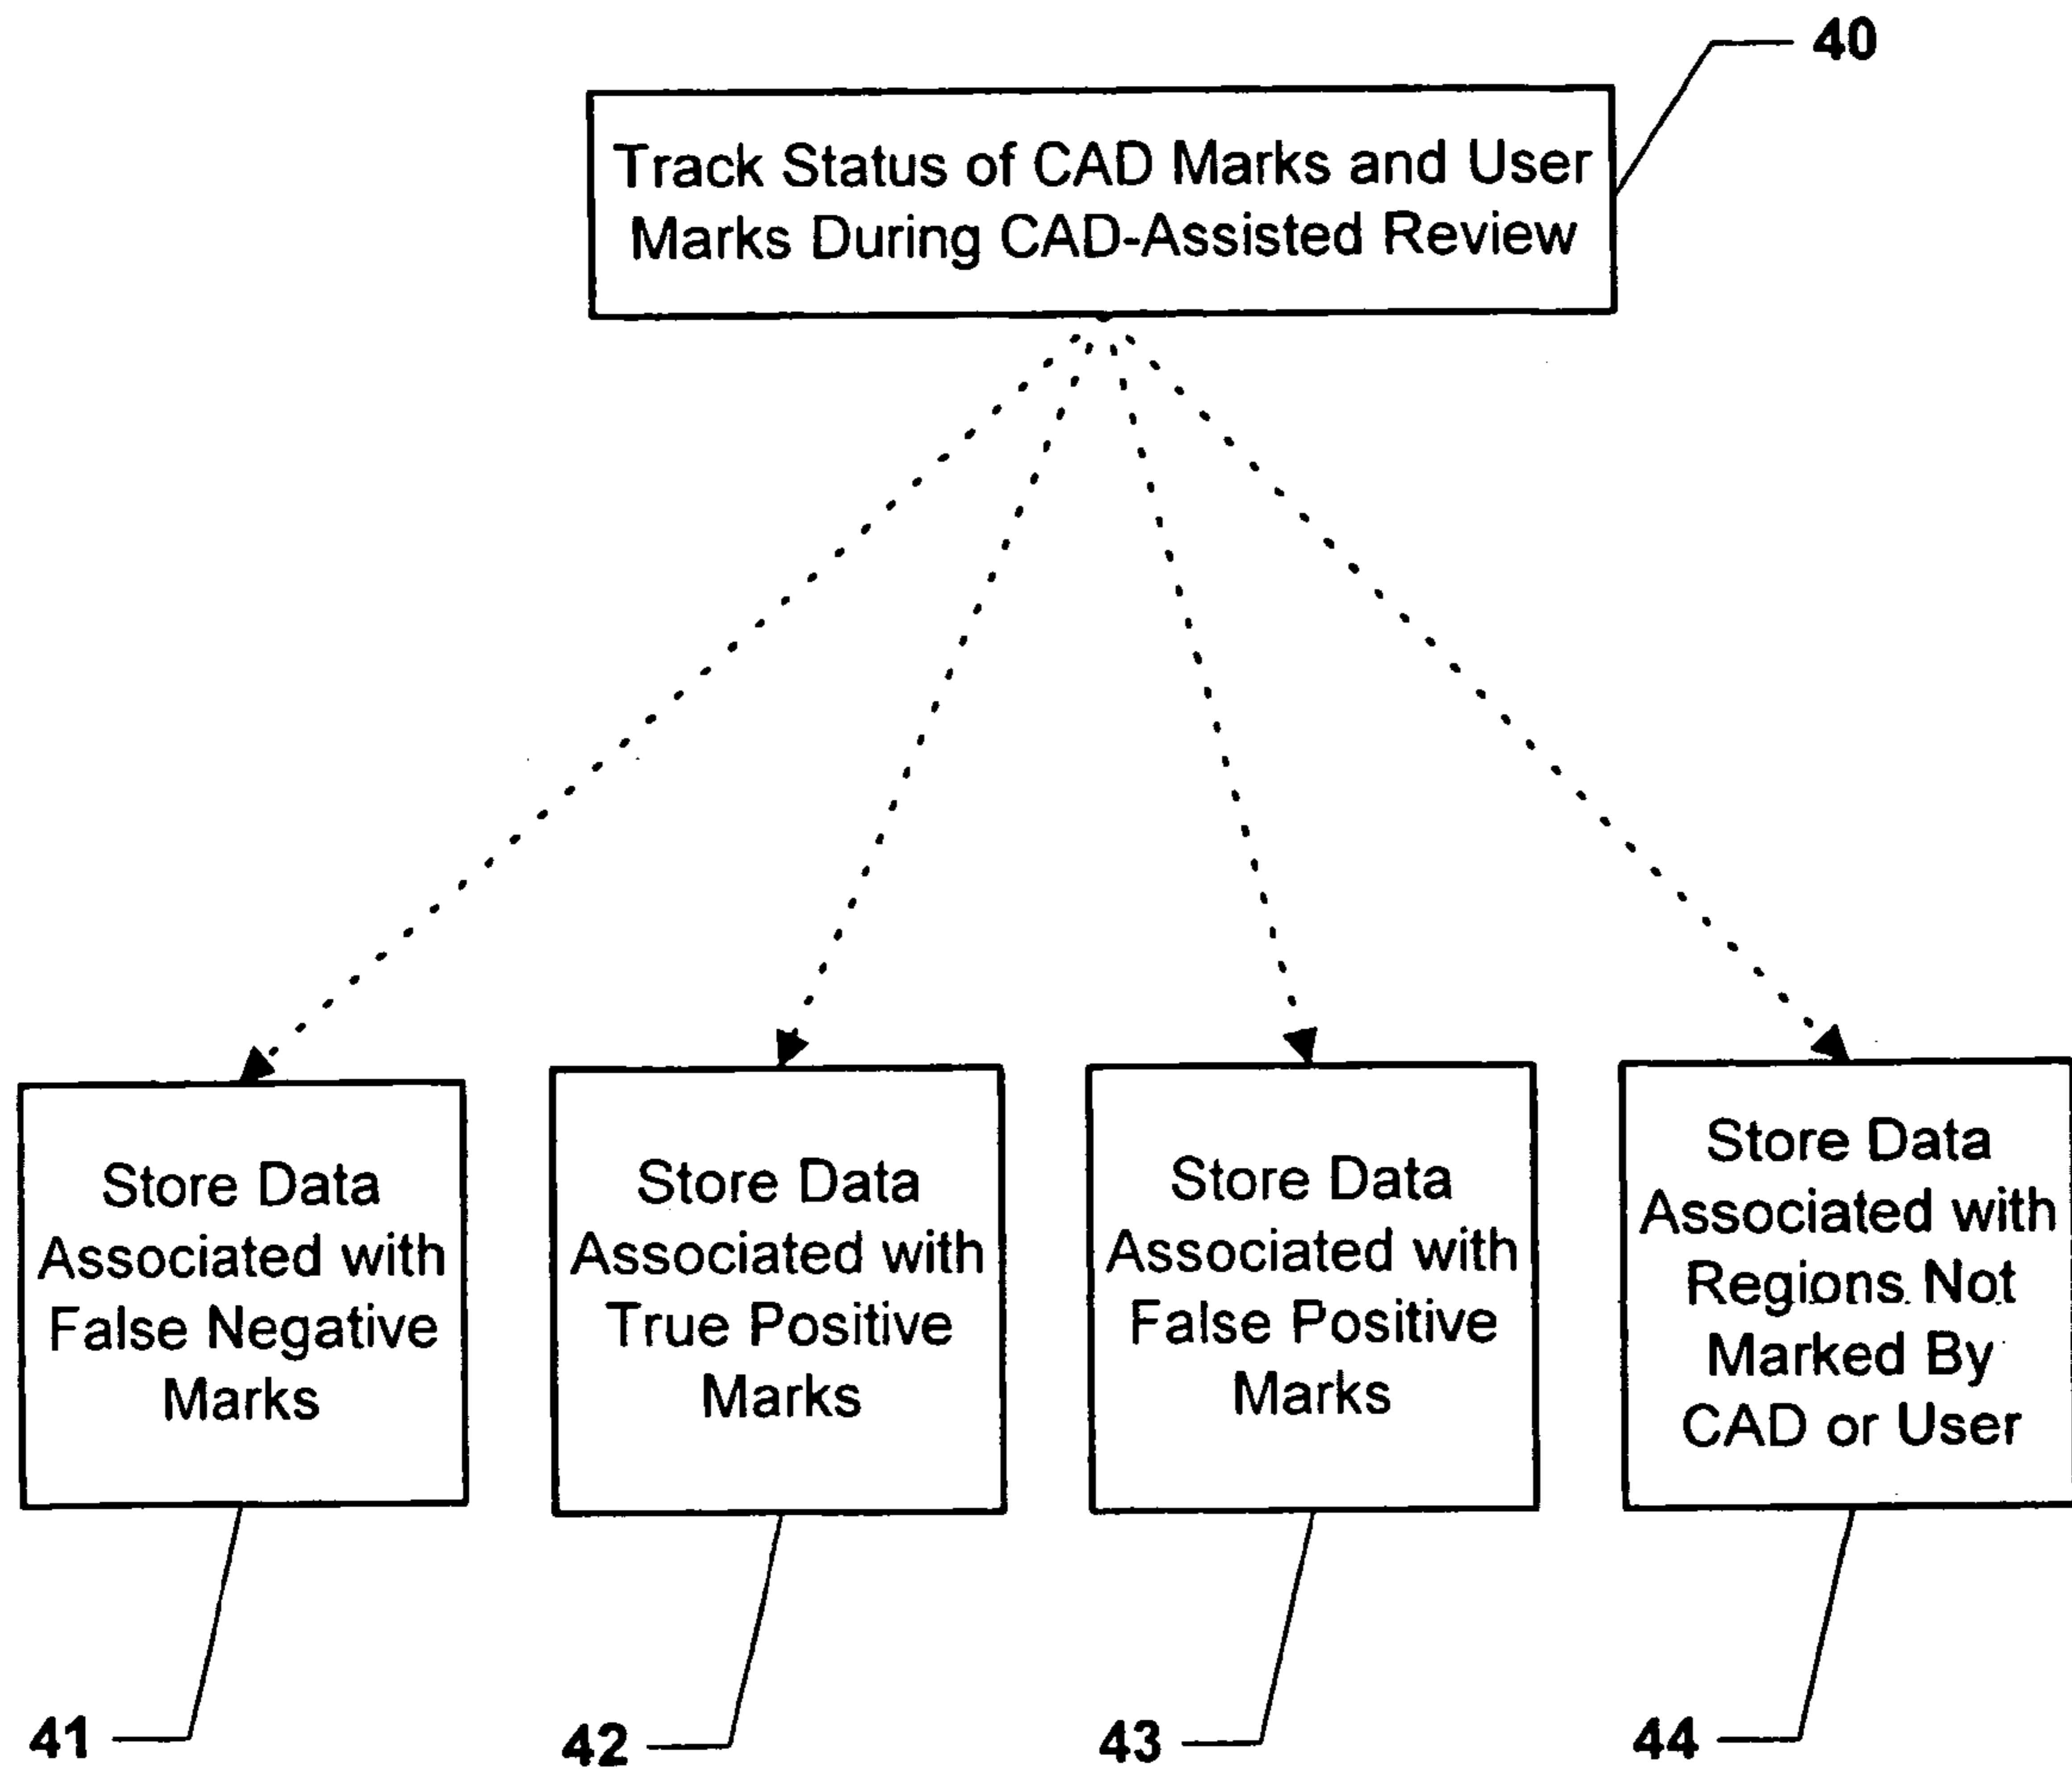 40
Track Status of CAD Marks and User
Marks During CAD-Assisted Review
Store Data
Associated with
False Negative
Marks
Store Data
Associated with
True Positive
Marks
Store Data
Associated with
False Positive
Marks
Store Data
Associated with
Regions Not
Marked By
CAD or User
41
42
43
44